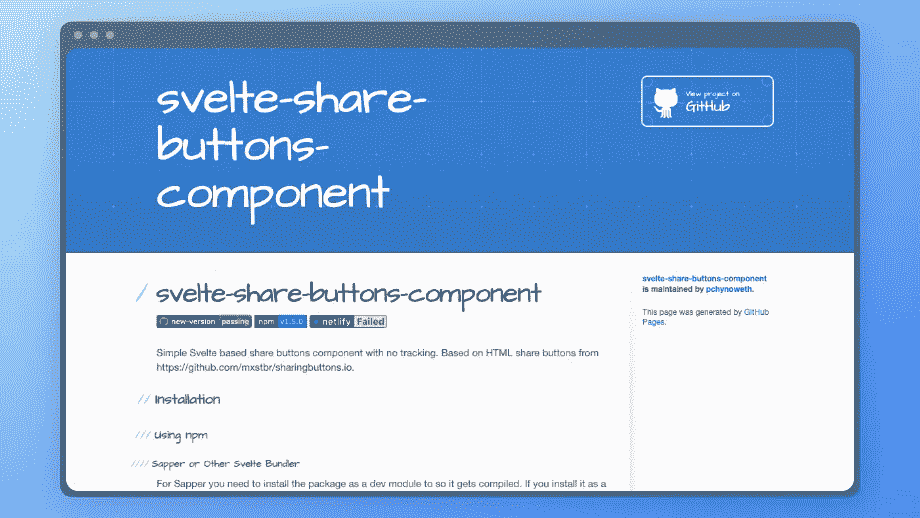 svelte-share-
buttons-
component
View project on
GitHub
/ svelte-share-buttons-component
new-version passing npm v1.5.0 netlify Failed
Simple Svelte based share buttons component with no tracking. Based on HTML share buttons from
https://github.com/mxstbr/sharingbuttons.io.
// Installation
/// Using npm
//// Sapper or Other Svelte Bundler
For Sapper you need to install the package as a dev module to so it gets compiled. If you install it as a
svelte-share-buttons-component
is maintained by pchynoweth.
This page was generated by GitHub
Pages.